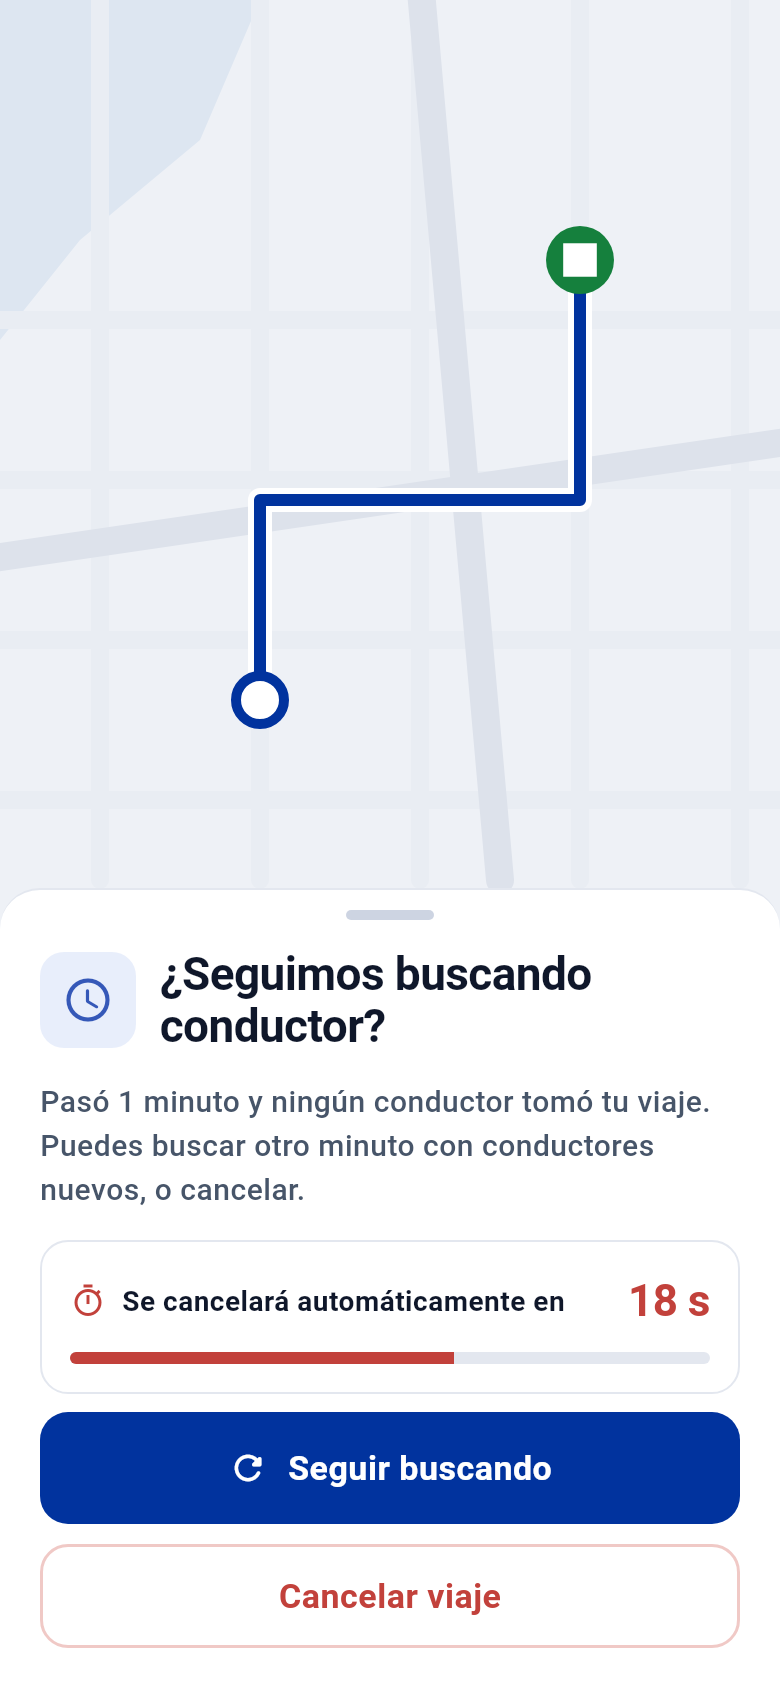 ¿Seguimos buscando
conductor?
Pasó 1 minuto y ningún conductor tomó tu viaje.
Puedes buscar otro minuto con conductores
nuevos, o cancelar.
Se cancelará automáticamente en 18 s
Seguir buscando
Cancelar viaje